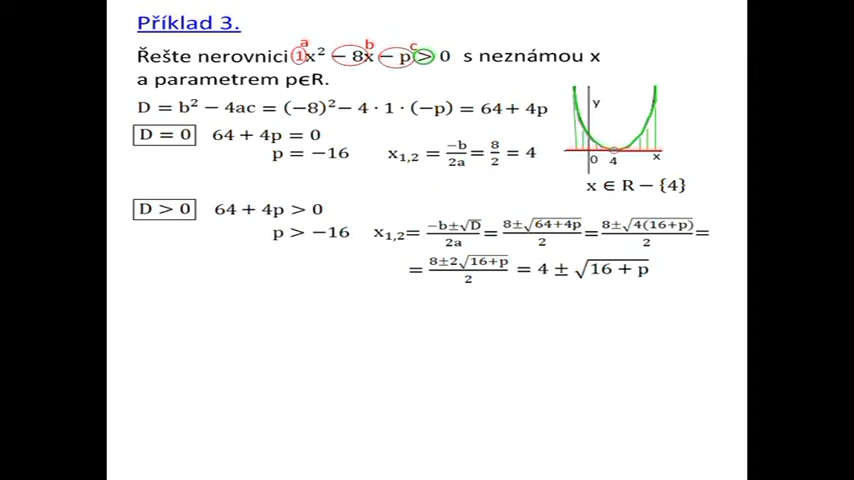 Příklad 3.
a b c
Řešte nerovnici 1x² − 8x − p > 0 s neznámou x
a parametrem pϵR.
D = b² − 4ac = (−8)² − 4 · 1 · (−p) = 64 + 4p
D = 0 64 + 4p = 0
p = −16 x₁,₂ = −b/2a = 8/2 = 4
y
0 4 x
x ∈ R − {4}
D > 0 64 + 4p > 0
p > −16 x₁,₂ = (−b±√D)/2a = (8±√(64+4p))/2 = (8±√(4(16+p)))/2 =
= (8±2√(16+p))/2 = 4 ± √(16 + p)